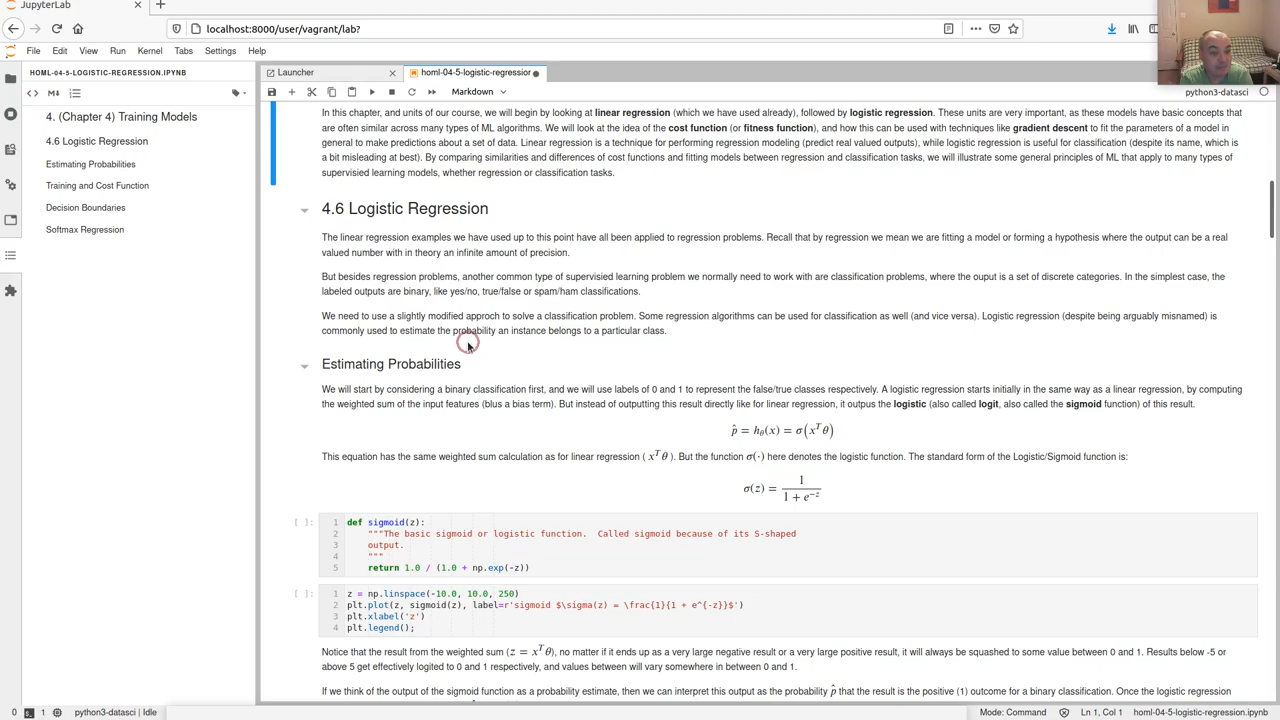 JupyterLab
localhost:8000/user/vagrant/lab?
File Edit View Run Kernel Tabs Settings Help
HOML-04-5-LOGISTIC-REGRESSION.IPYNB
4. (Chapter 4) Training Models
4.6 Logistic Regression
Estimating Probabilities
Training and Cost Function
Decision Boundaries
Softmax Regression
Launcher
homl-04-5-logistic-regressior
Markdown
python3-datasci
In this chapter, and units of our course, we will begin by looking at linear regression (which we have used already), followed by logistic regression. These units are very important, as these models have basic concepts that
are often similar across many types of ML algorithms. We will look at the idea of the cost function (or fitness function), and how this can be used with techniques like gradient descent to fit the parameters of a model in
general to make predictions about a set of data. Linear regression is a technique for performing regression modeling (predict real valued outputs), while logistic regression is useful for classification (despite its name, which is
a bit misleading at best). By comparing similarities and differences of cost functions and fitting models between regression and classification tasks, we will illustrate some general principles of ML that apply to many types of
supervised learning models, whether regression or classification tasks.
4.6 Logistic Regression
The linear regression examples we have used up to this point have all been applied to regression problems. Recall that by regression we mean we are fitting a model or forming a hypothesis where the output can be a real
valued number with in theory an infinite amount of precision.
But besides regression problems, another common type of supervisied learning problem we normally need to work with are classification problems, where the ouput is a set of discrete categories. In the simplest case, the
labeled outputs are binary, like yes/no, true/false or spam/ham classifications.
We need to use a slightly modified approch to solve a classification problem. Some regression algorithms can be used for classification as well (and vice versa). Logistic regression (despite being arguably misnamed) is
commonly used to estimate the probability an instance belongs to a particular class.
Estimating Probabilities
We will start by considering a binary classification first, and we will use labels of 0 and 1 to represent the false/true classes respectively. A logistic regression starts initially in the same way as a linear regression, by computing
the weighted sum of the input features (blus a bias term). But instead of outputting this result directly like for linear regression, it outpus the logistic (also called logit, also called the sigmoid function) of this result.
p̂ = hθ(x) = σ(xᵀθ)
This equation has the same weighted sum calculation as for linear regression ( xᵀθ ). But the function σ(·) here denotes the logistic function. The standard form of the Logistic/Sigmoid function is:
σ(z) = 1 / (1 + e⁻ᶻ)
[ ]:
1 def sigmoid(z):
2 """The basic sigmoid or logistic function. Called sigmoid because of its S-shaped
3 output.
4 """
5 return 1.0 / (1.0 + np.exp(-z))
[ ]:
1 z = np.linspace(-10.0, 10.0, 250)
2 plt.plot(z, sigmoid(z), label=r'sigmoid $\sigma(z) = \frac{1}{1 + e^{-z}}$')
3 plt.xlabel('z')
4 plt.legend();
Notice that the result from the weighted sum (z = xᵀθ), no matter if it ends up as a very large negative result or a very large positive result, it will always be squashed to some value between 0 and 1. Results below -5 or
above 5 get effectively logited to 0 and 1 respectively, and values between will vary somewhere in between 0 and 1.
If we think of the output of the sigmoid function as a probability estimate, then we can interpret this output as the probability p̂ that the result is the positive (1) outcome for a binary classification. Once the logistic regression
0 1 python3-datasci | Idle
Mode: Command Ln 1, Col 1 homl-04-5-logistic-regression.ipynb